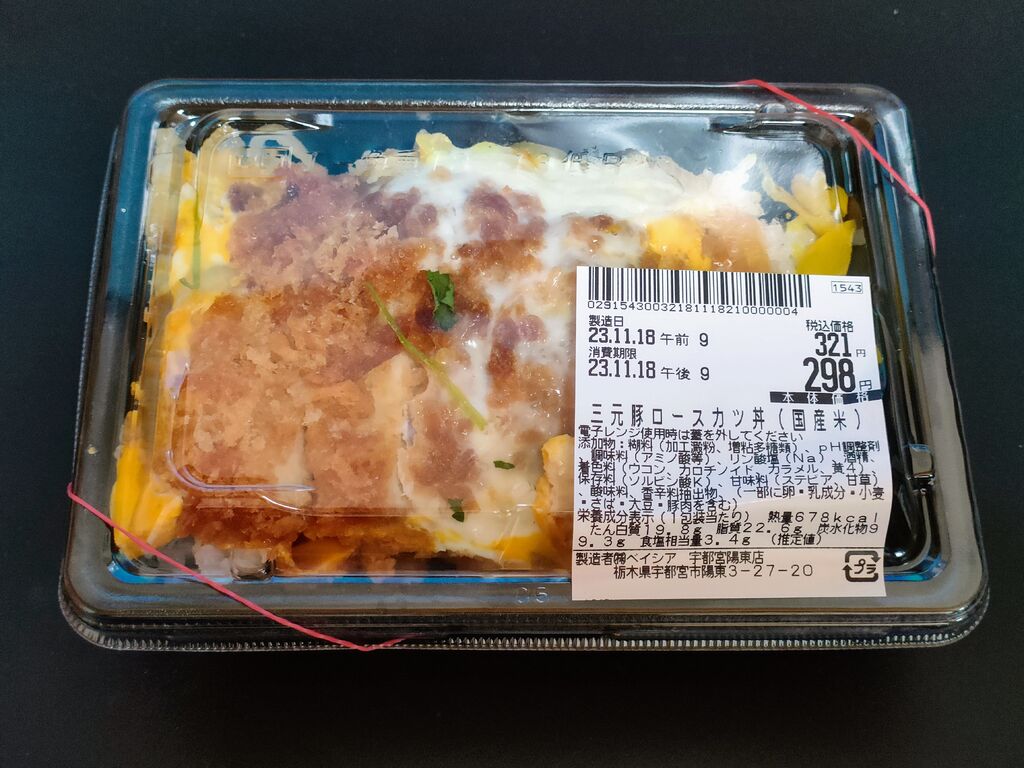 1543
02915430032181118210000004
製造日
23.11.18 午前 9
消費期限
23.11.18 午後 9
税込価格
321円
298円
本体価格
三元豚ロースカツ丼(国産米)
電子レンジ使用時は蓋を外してください
添加物:糊料(加工澱粉、増粘多糖類)、pH調整剤
、調味料(アミノ酸等)、リン酸塩(Na)、酒精、
着色料(ウコン、カロチノイド、カラメル、黄4)、
保存料(ソルビン酸K)、甘味料(ステビア、甘草)
、酸味料、香辛料抽出物、(一部に卵・乳成分・小麦
・さば・大豆・豚肉を含む)
栄養成分表示(1包装当たり) 熱量678kcal
たん白質19.8g 脂質22.6g 炭水化物9
9.3g 食塩相当量3.4g (推定値)
製造者㈱ベイシア 宇都宮陽東店
栃木県宇都宮市陽東3-27-20
プラ